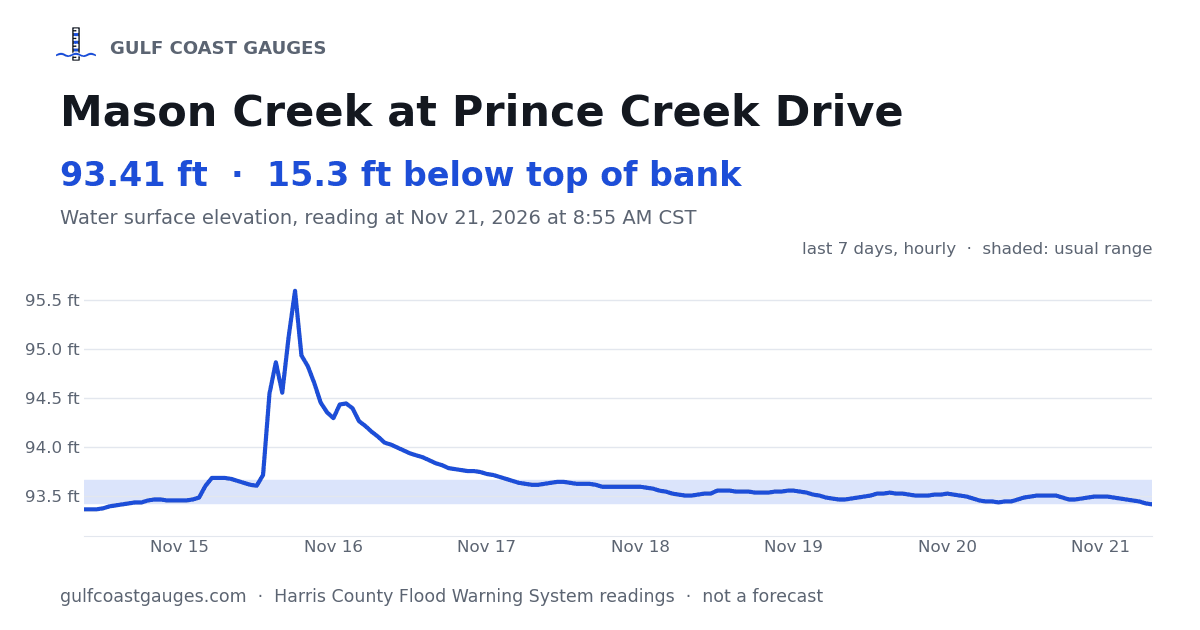 GULF COAST GAUGES
Mason Creek at Prince Creek Drive
93.41 ft · 15.3 ft below top of bank
Water surface elevation, reading at Nov 21, 2026 at 8:55 AM CST
last 7 days, hourly · shaded: usual range
95.5 ft
95.0 ft
94.5 ft
94.0 ft
93.5 ft
Nov 15 Nov 16 Nov 17 Nov 18 Nov 19 Nov 20 Nov 21
gulfcoastgauges.com · Harris County Flood Warning System readings · not a forecast